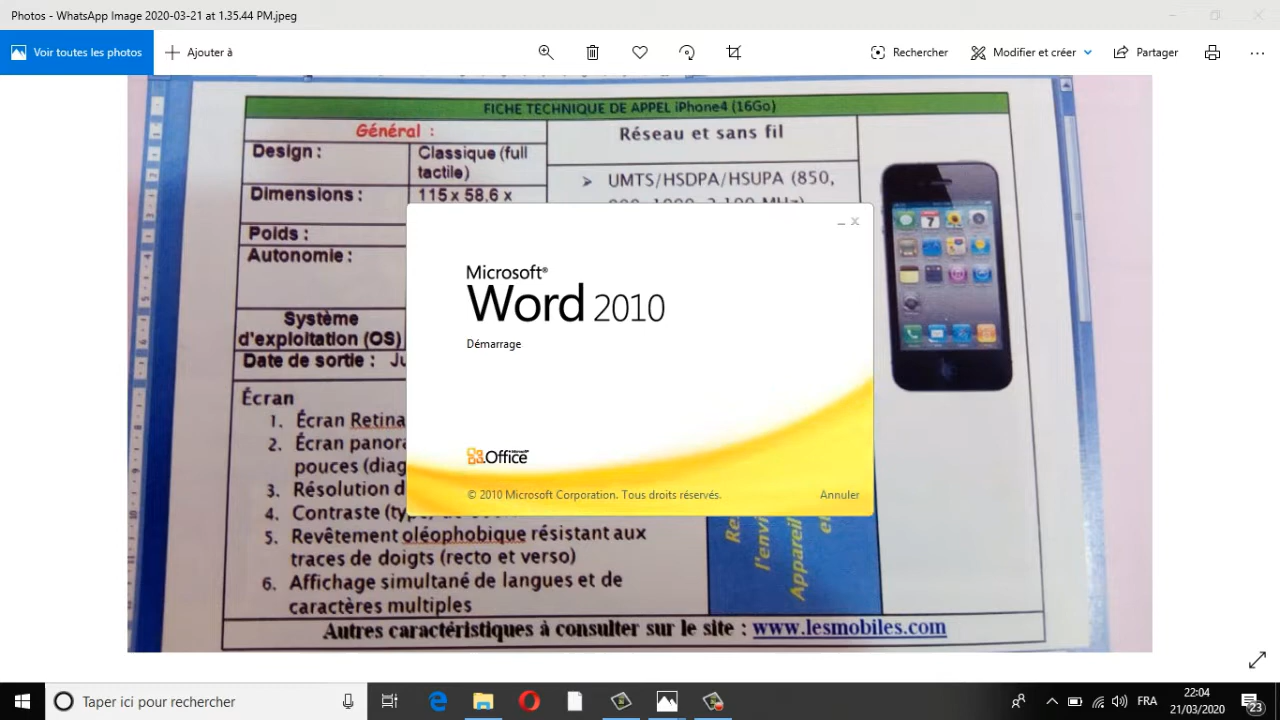 Photos - WhatsApp Image 2020-03-21 at 1.35.44 PM.jpeg
Voir toutes les photos
Ajouter à
Rechercher
Modifier et créer
Partager
FICHE TECHNIQUE DE APPEL iPhone4 (16Go)
Général :
Réseau et sans fil
Design :
Classique (full
tactile)
Dimensions :
115 x 58.6 x
➢ UMTS/HSDPA/HSUPA (850,
Poids :
Autonomie :
Système
d'exploitation (OS)
Date de sortie :
Écran
1. Écran Retina
2. Écran
pouces
3. Résolution
4. Contraste
5. Revêtement oléophobique résistant aux
traces de doigts (recto et verso)
6. Affichage simultané de langues et de
caractères multiples
Appareil
Autres caractéristiques à consulter sur le site : www.lesmobiles.com
Microsoft®
Word 2010
Démarrage
Microsoft®
Office
© 2010 Microsoft Corporation. Tous droits réservés.
Annuler
Taper ici pour rechercher
FRA
22:04
21/03/2020
23